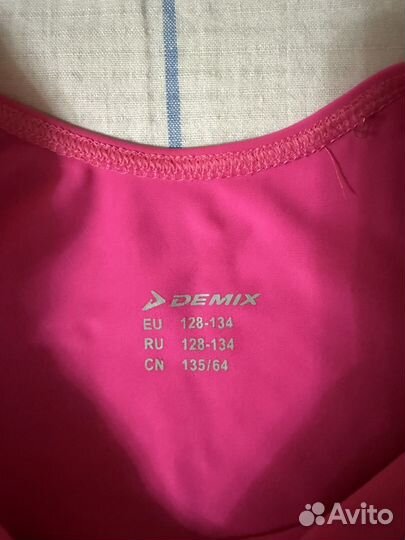 DEMIX
EU 128-134
RU 128-134
CN 135/64
Avito